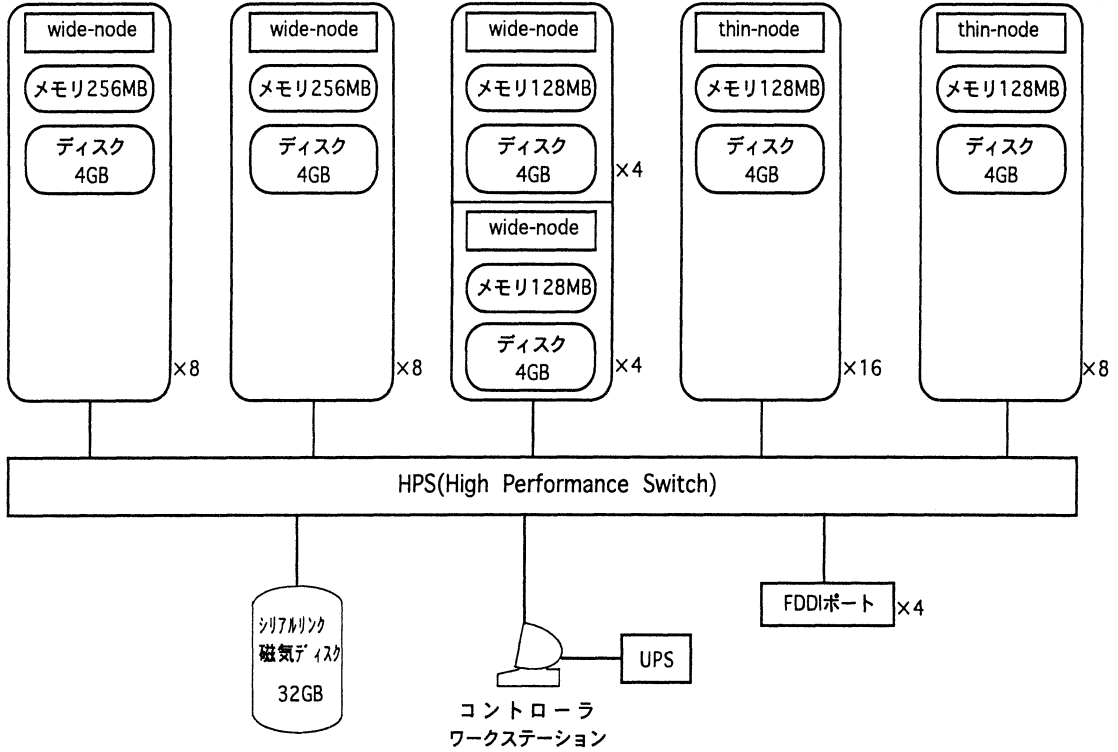 wide-node
メモリ256MB
ディスク
4GB
×8
wide-node
メモリ256MB
ディスク
4GB
×8
wide-node
メモリ128MB
ディスク
4GB
×4
wide-node
メモリ128MB
ディスク
4GB
×4
thin-node
メモリ128MB
ディスク
4GB
×16
thin-node
メモリ128MB
ディスク
4GB
×8
HPS(High Performance Switch)
シリアルリンク
磁気ディスク
32GB
コントローラ
ワークステーション
UPS
FDDIポート
×4